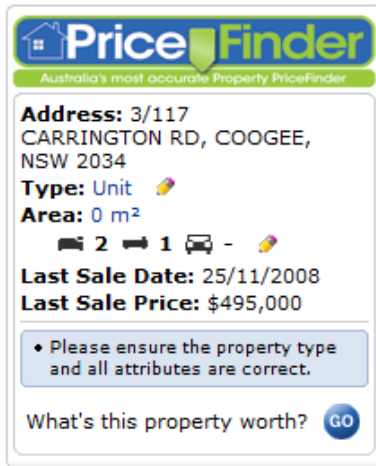 PriceFinder
Australia's most accurate Property PriceFinder
Address: 3/117
CARRINGTON RD, COOGEE,
NSW 2034
Type: Unit
Area: 0 m²
2 1 -
Last Sale Date: 25/11/2008
Last Sale Price: $495,000
• Please ensure the property type
and all attributes are correct.
What's this property worth? GO